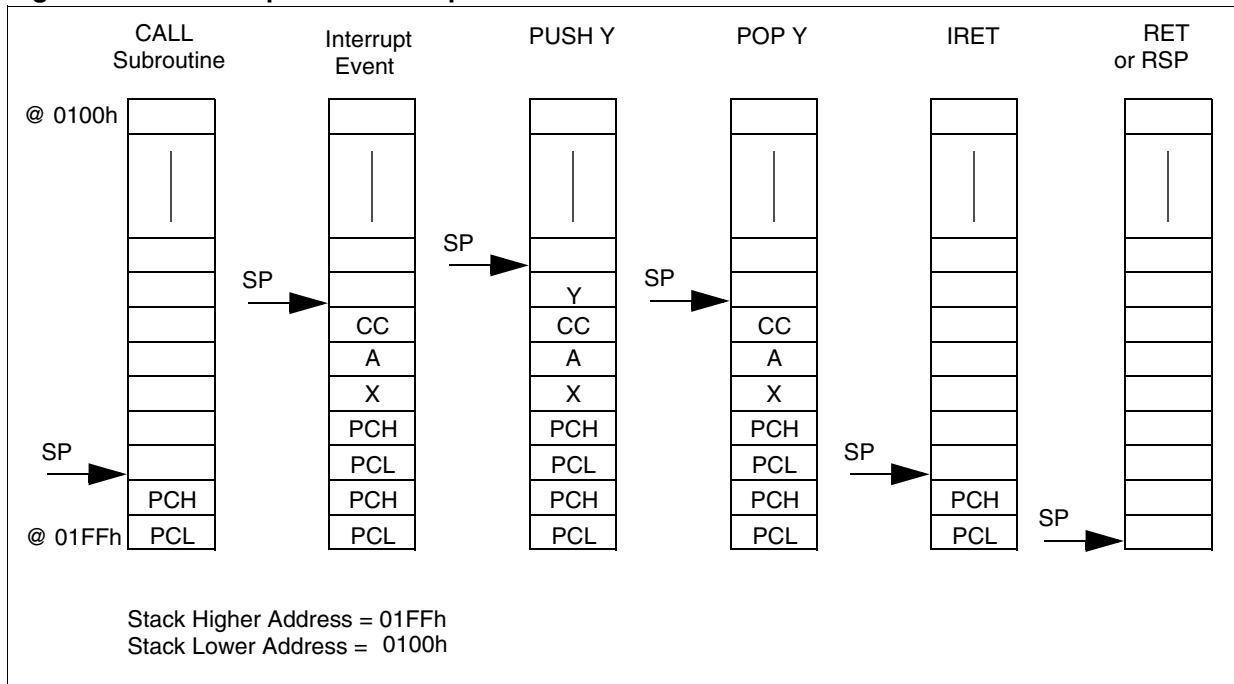 CALL
Subroutine
Interrupt
Event
PUSH Y
POP Y
IRET
RET
or RSP
@ 0100h
SP
SP
SP
Y
CC
CC
CC
A
A
A
X
X
X
PCH
PCH
PCH
SP
SP
PCL
PCL
PCL
PCH
PCH
PCH
PCH
PCH
SP
@ 01FFh
PCL
PCL
PCL
PCL
PCL
Stack Higher Address = 01FFh
Stack Lower Address = 0100h